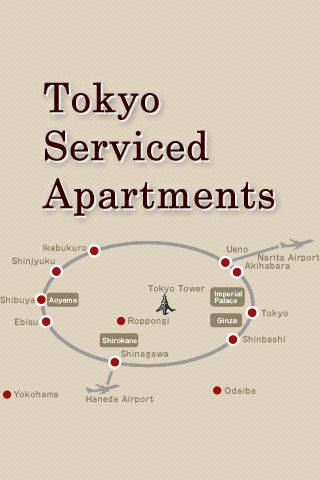 Tokyo
Serviced
Apartments
Ikebukuro
Ueno
Narita Airport
Shinjyuku
Akihabara
Tokyo Tower
Shibuya
Aoyama
Imperial
Palace
Tokyo
Ebisu
Roppongi
Ginza
Shirokane
Shinbashi
Shinagawa
Yokohama
Haneda Airport
Odaiba